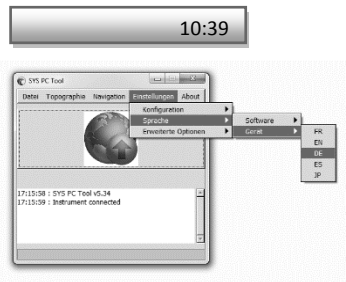 10:39
SYS PC Tool
Datei Topographie Navigation Einstellungen About
Konfiguration
Sprache
Erweiterte Optionen
Software
Gerät
FR
EN
DE
ES
JP
17:15:58 : SYS PC Tool v5.34
17:15:59 : Instrument connected